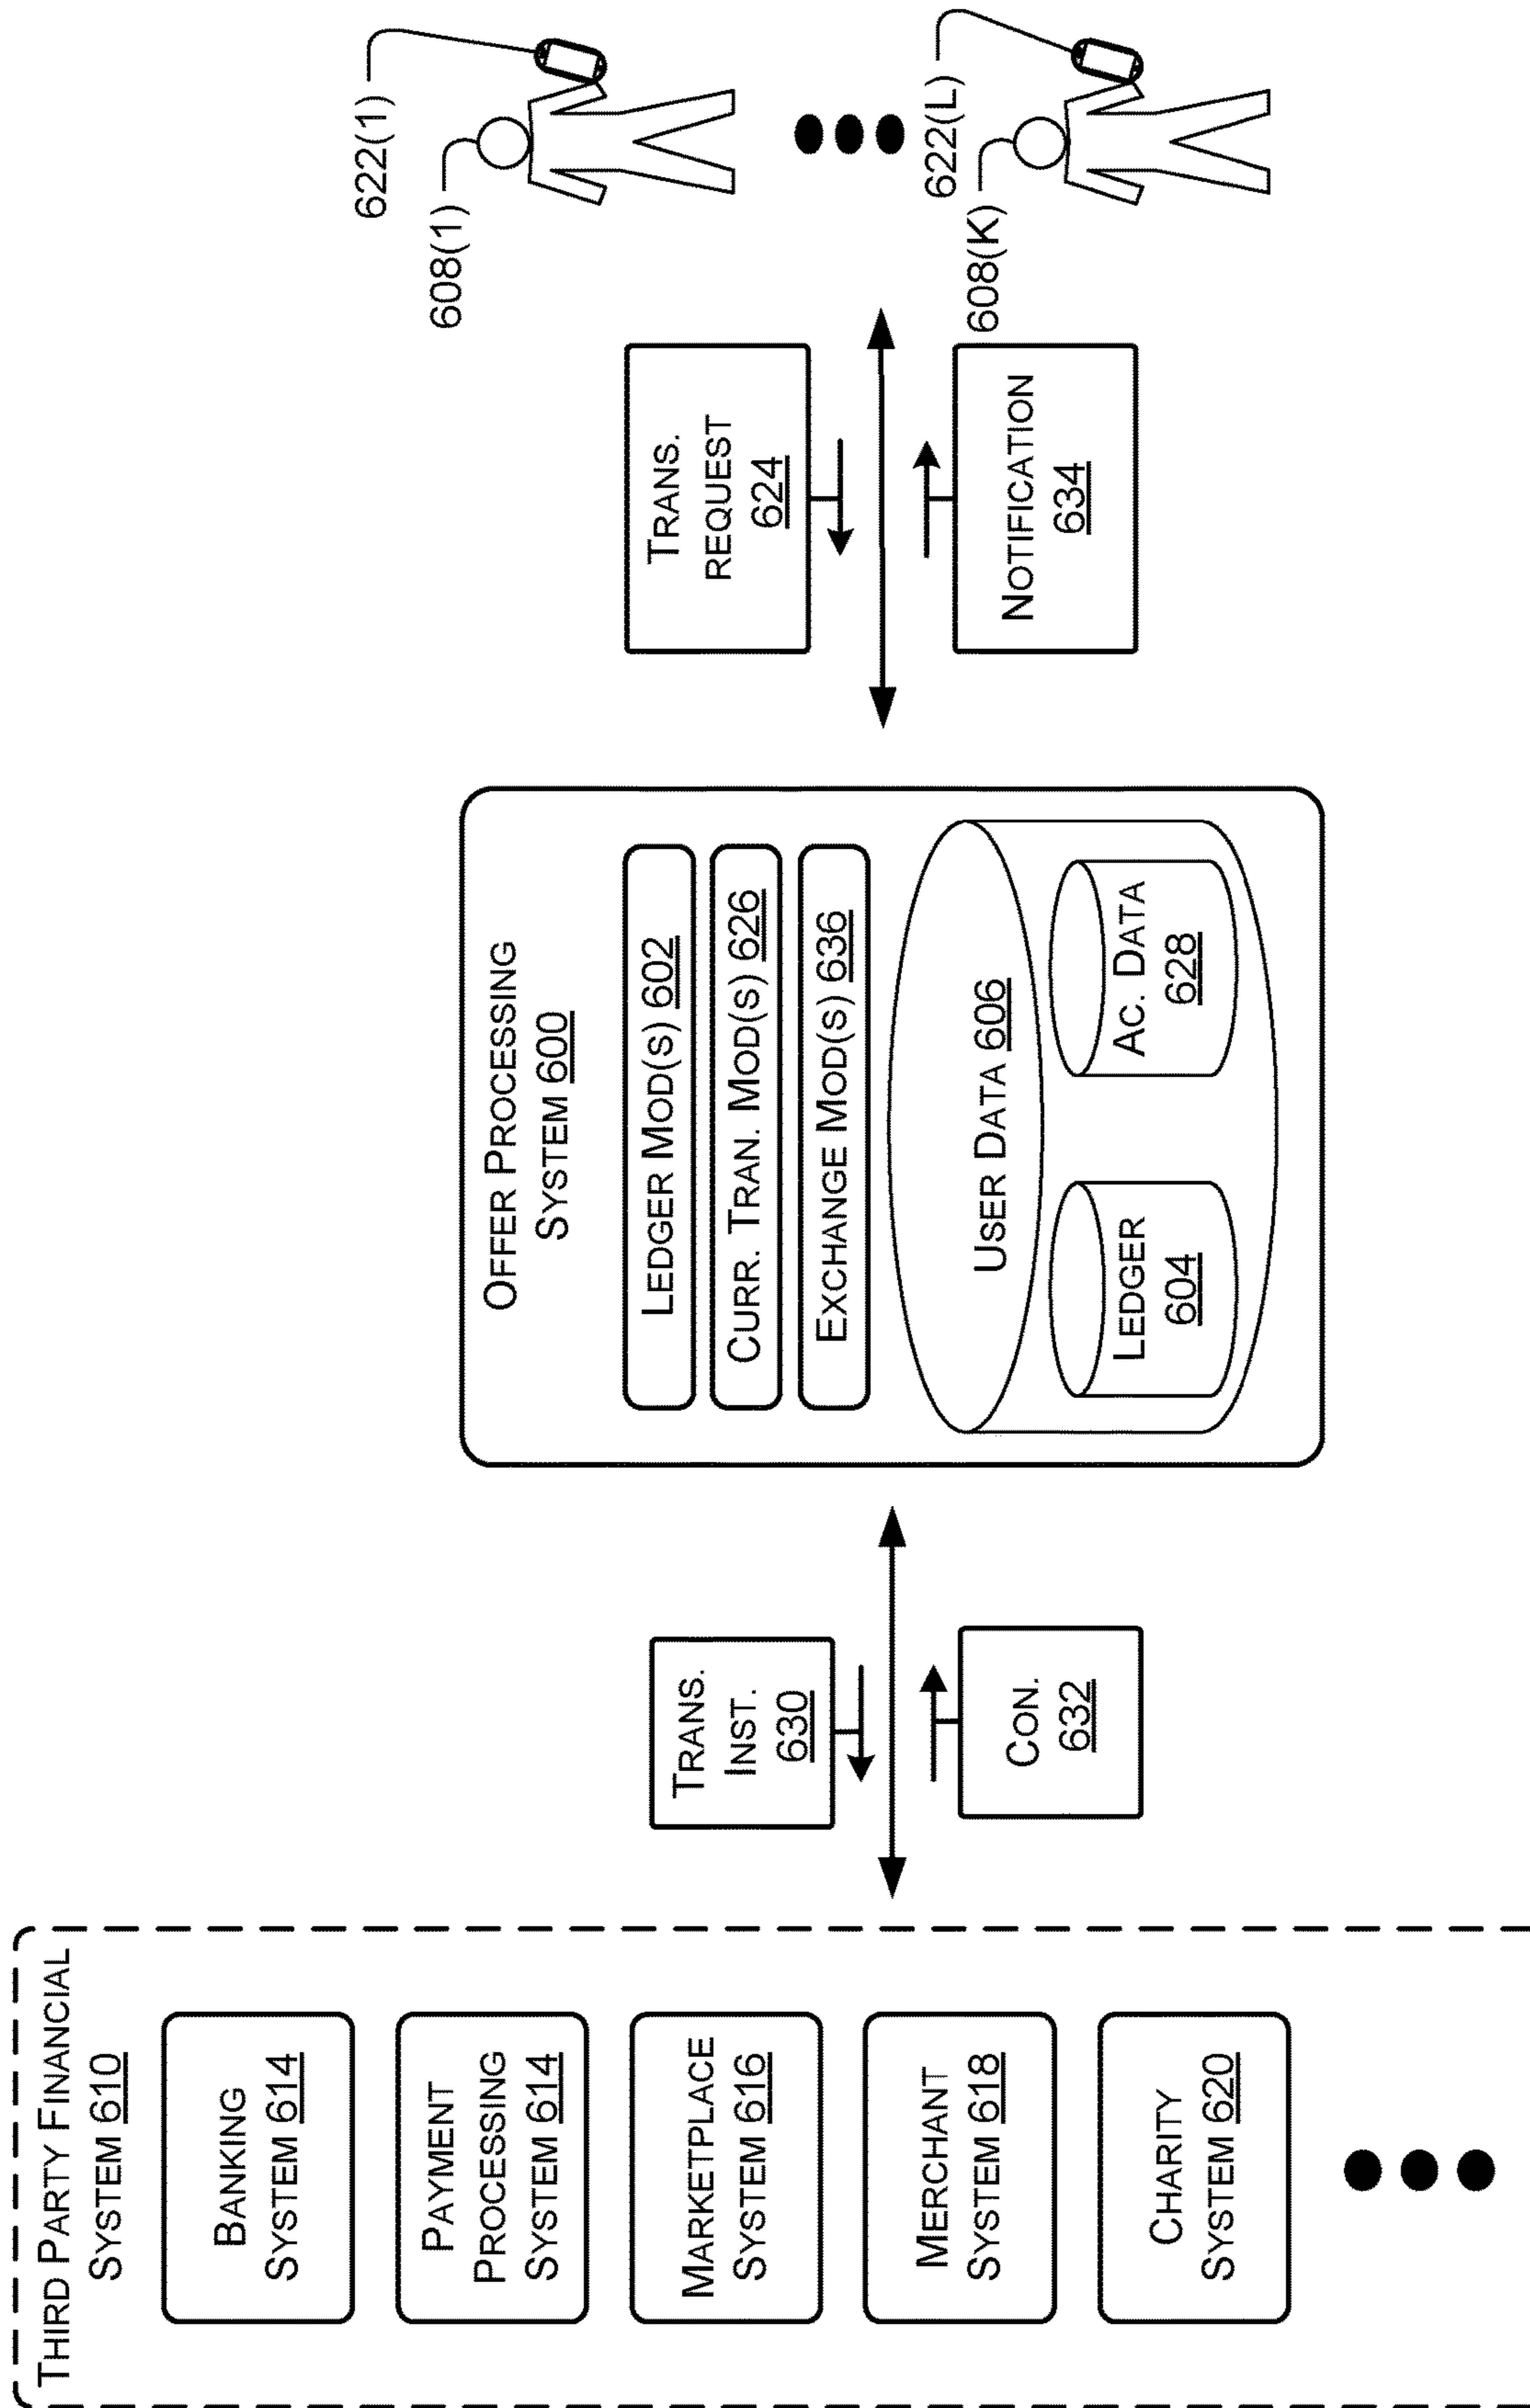 THIRD PARTY FINANCIAL
SYSTEM 610
BANKING
SYSTEM 614
PAYMENT
PROCESSING
SYSTEM 614
MARKETPLACE
SYSTEM 616
MERCHANT
SYSTEM 618
CHARITY
SYSTEM 620
TRANS.
INST.
630
CON.
632
OFFER PROCESSING
SYSTEM 600
LEDGER MOD(S) 602
CURR. TRAN. MOD(S) 626
EXCHANGE MOD(S) 636
USER DATA 606
LEDGER
604
AC. DATA
628
TRANS.
REQUEST
624
NOTIFICATION
634
622(1)
608(1)
622(L)
608(K)